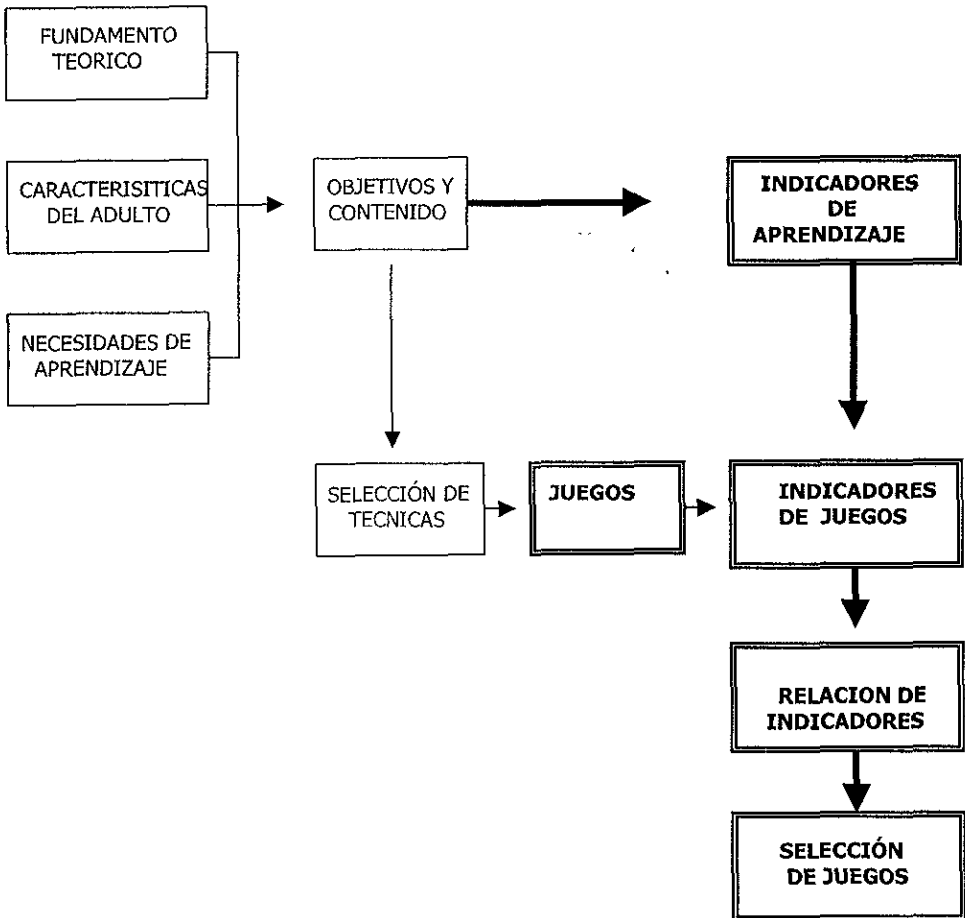 FUNDAMENTO
TEORICO
CARACTERISITICAS
DEL ADULTO
NECESIDADES DE
APRENDIZAJE
OBJETIVOS Y
CONTENIDO
INDICADORES
DE
APRENDIZAJE
SELECCIÓN DE
TECNICAS
JUEGOS
INDICADORES
DE JUEGOS
RELACION DE
INDICADORES
SELECCIÓN
DE JUEGOS